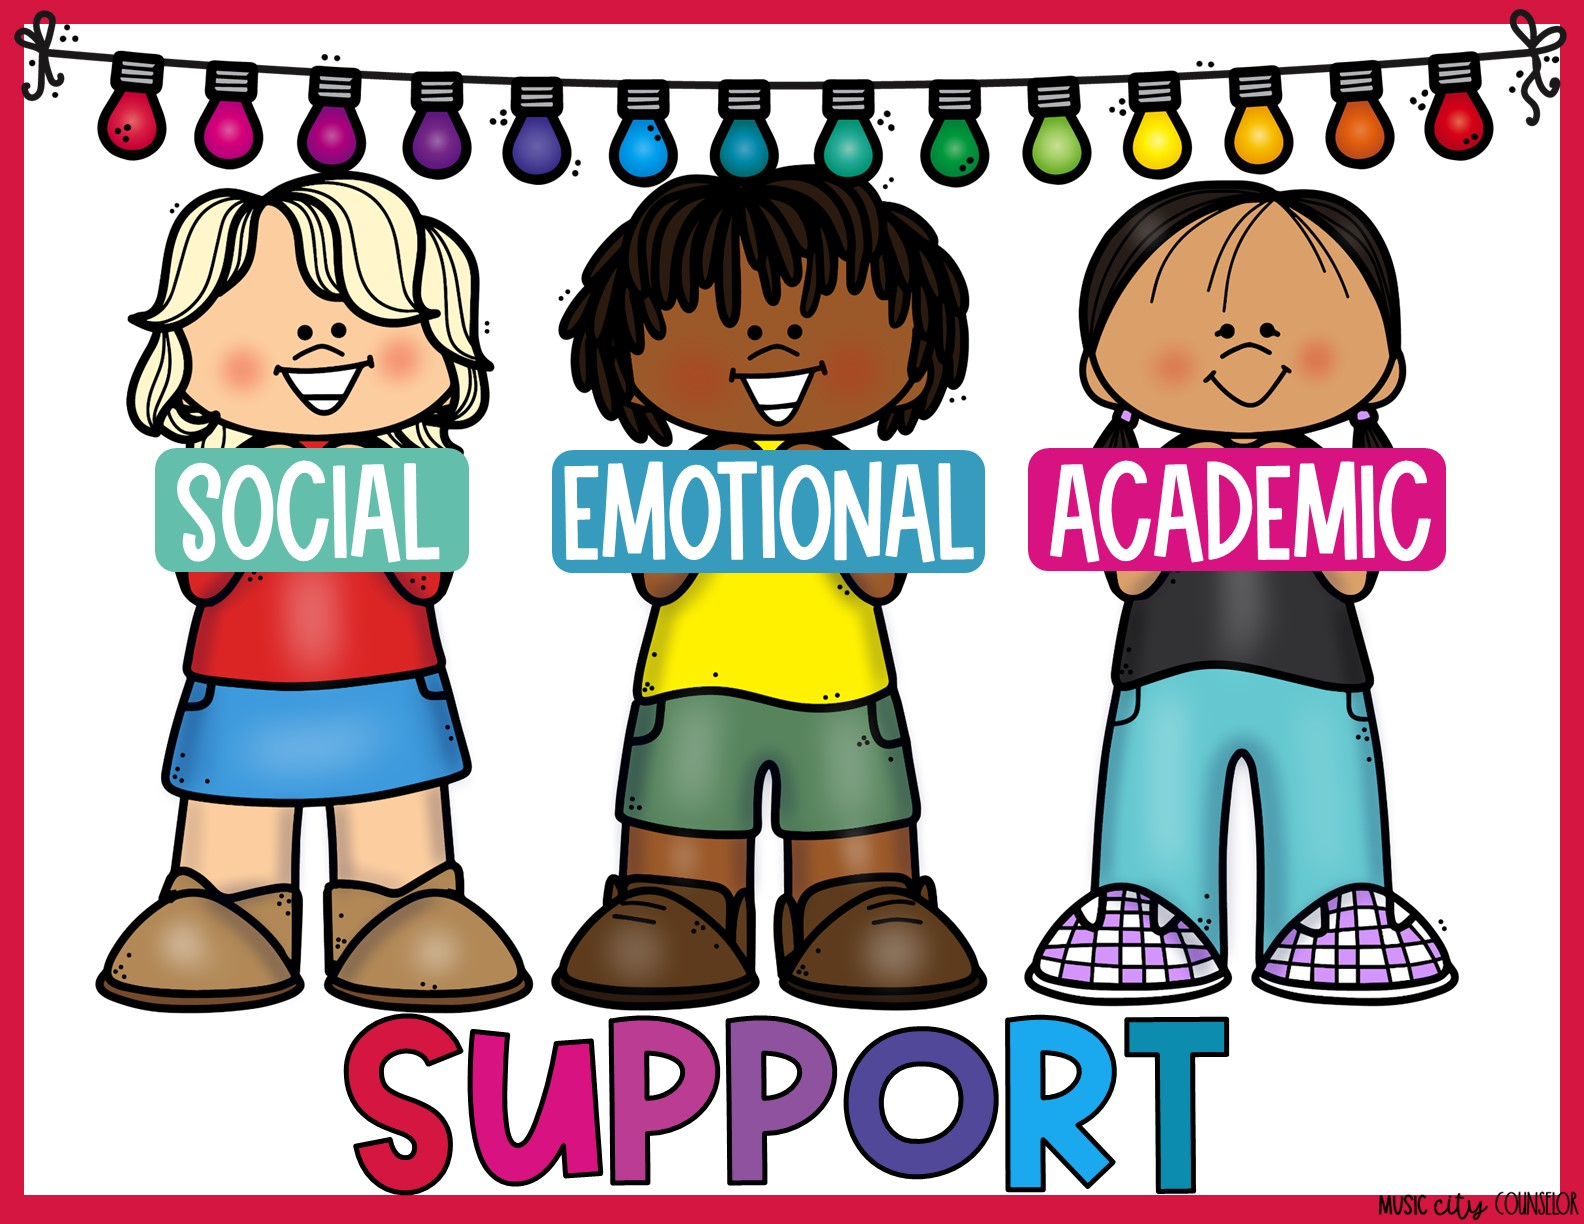 SOCIAL
EMOTIONAL
ACADEMIC
SUPPORT
MUSIC city COUNSELOR